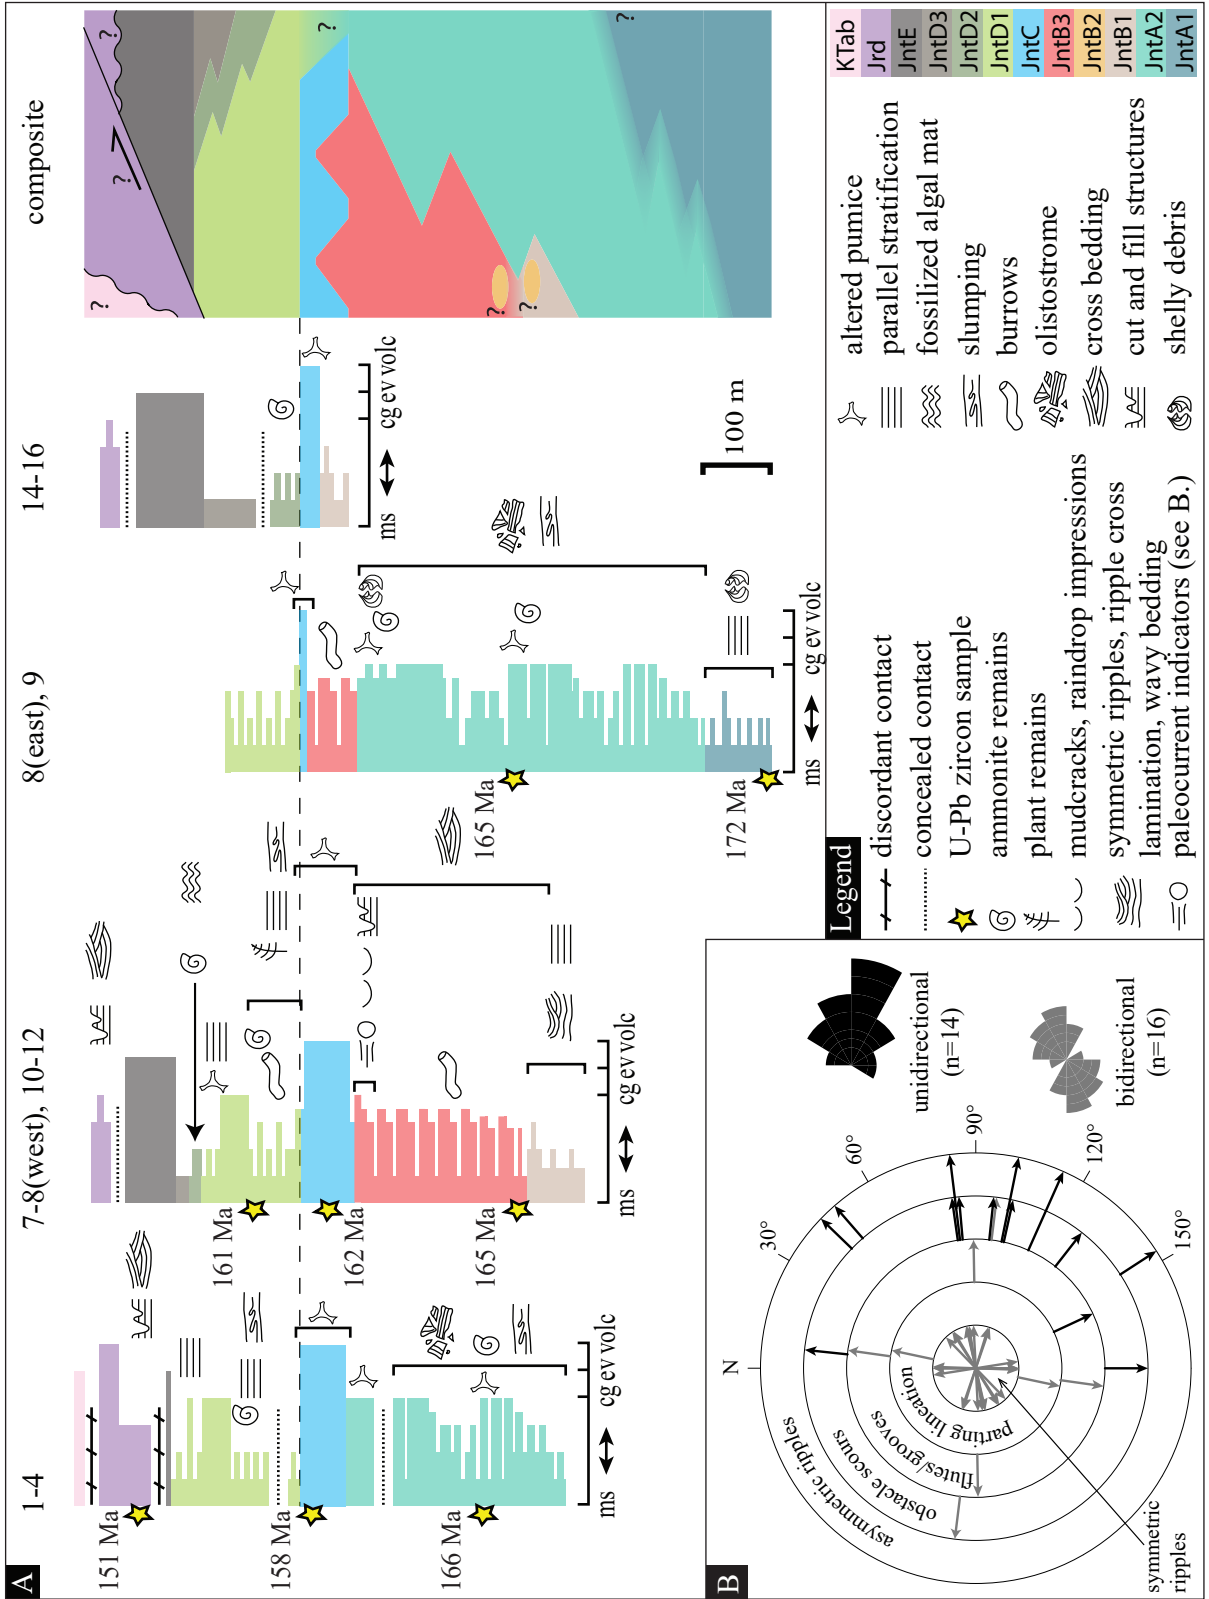 A
1-4
7-8(west), 10-12
8(east), 9
14-16
composite
151 Ma
158 Ma
166 Ma
ms
cg ev volc
161 Ma
162 Ma
165 Ma
ms
cg ev volc
165 Ma
172 Ma
ms
cg ev volc
ms
cg ev volc
100 m
?
?
?
?
?
?
?
B
N
30°
60°
90°
120°
150°
asymmetric ripples
obstacle scours
flutes/grooves
parting lineation
symmetric
ripples
unidirectional
(n=14)
bidirectional
(n=16)
Legend
discordant contact
concealed contact
U-Pb zircon sample
ammonite remains
plant remains
mudcracks, raindrop impressions
symmetric ripples, ripple cross
lamination, wavy bedding
paleocurrent indicators (see B.)
altered pumice
parallel stratification
fossilized algal mat
slumping
burrows
olistostrome
cross bedding
cut and fill structures
shelly debris
KTab
Jrd
JntE
JntD3
JntD2
JntD1
JntC
JntB3
JntB2
JntB1
JntA2
JntA1